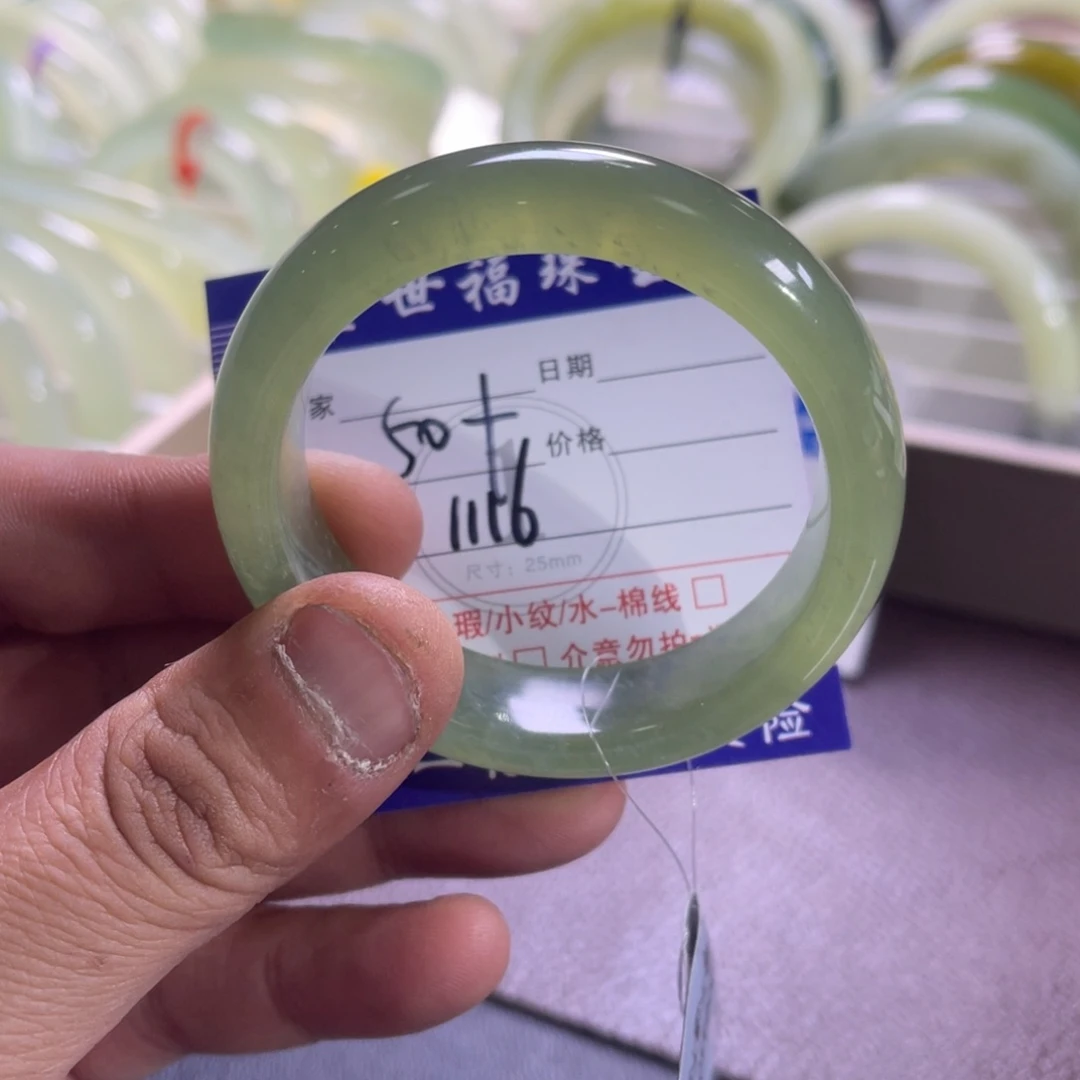 世福珠
日期
家
50+
价格
1116
尺寸：25mm
瑕/小纹/水-棉线 □
□ 介意勿拍
险